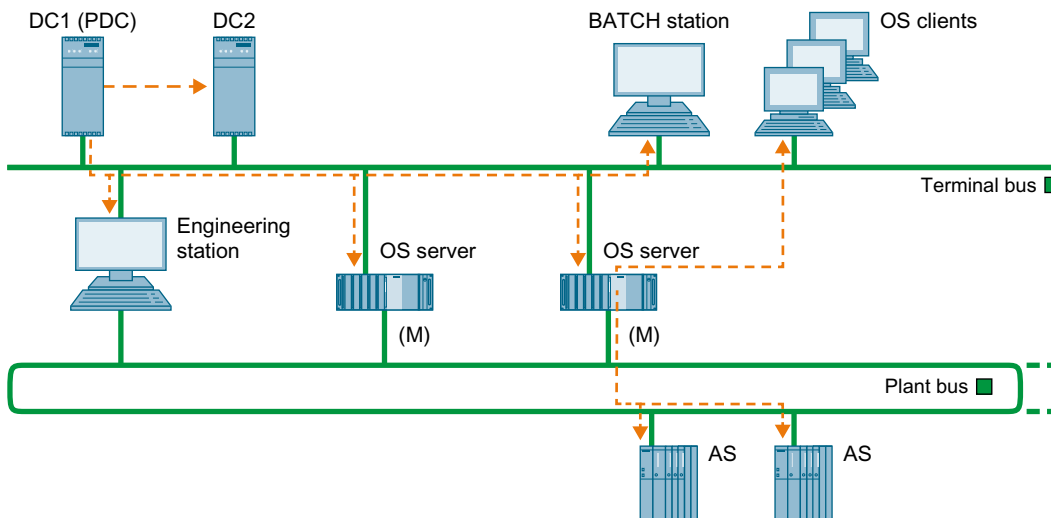 DC1 (PDC)
DC2
BATCH station
OS clients
Terminal bus
Engineering
station
OS server
OS server
(M)
(M)
Plant bus
AS
AS